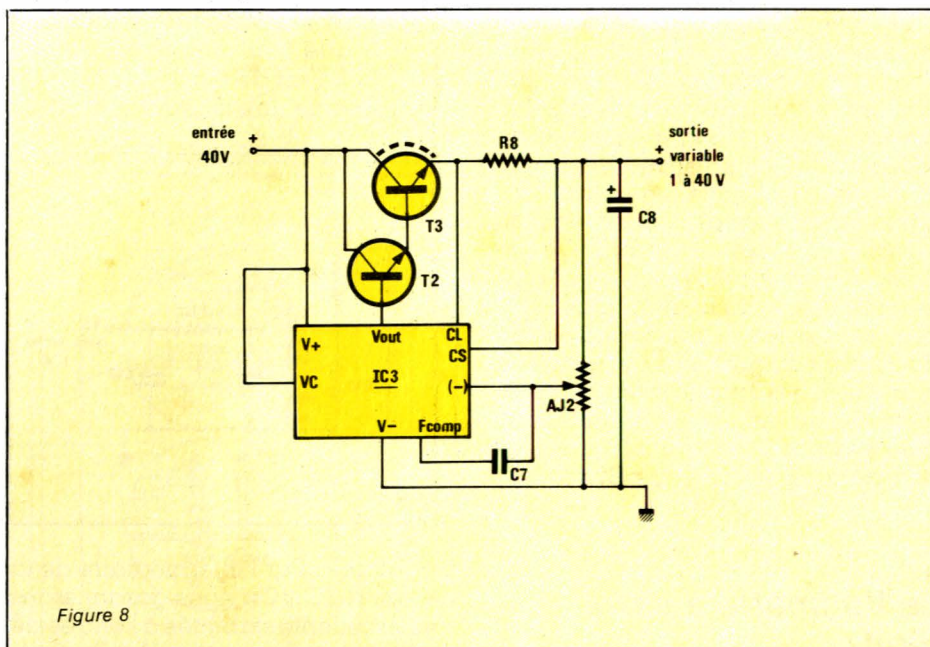 entrée
40V
+
R8
sortie
+ variable
1 à 40 V
+
C8
T3
T2
V+
Vout
CL
CS
VC
IC3
(-)
AJ2
V-
Fcomp
C7
Figure 8